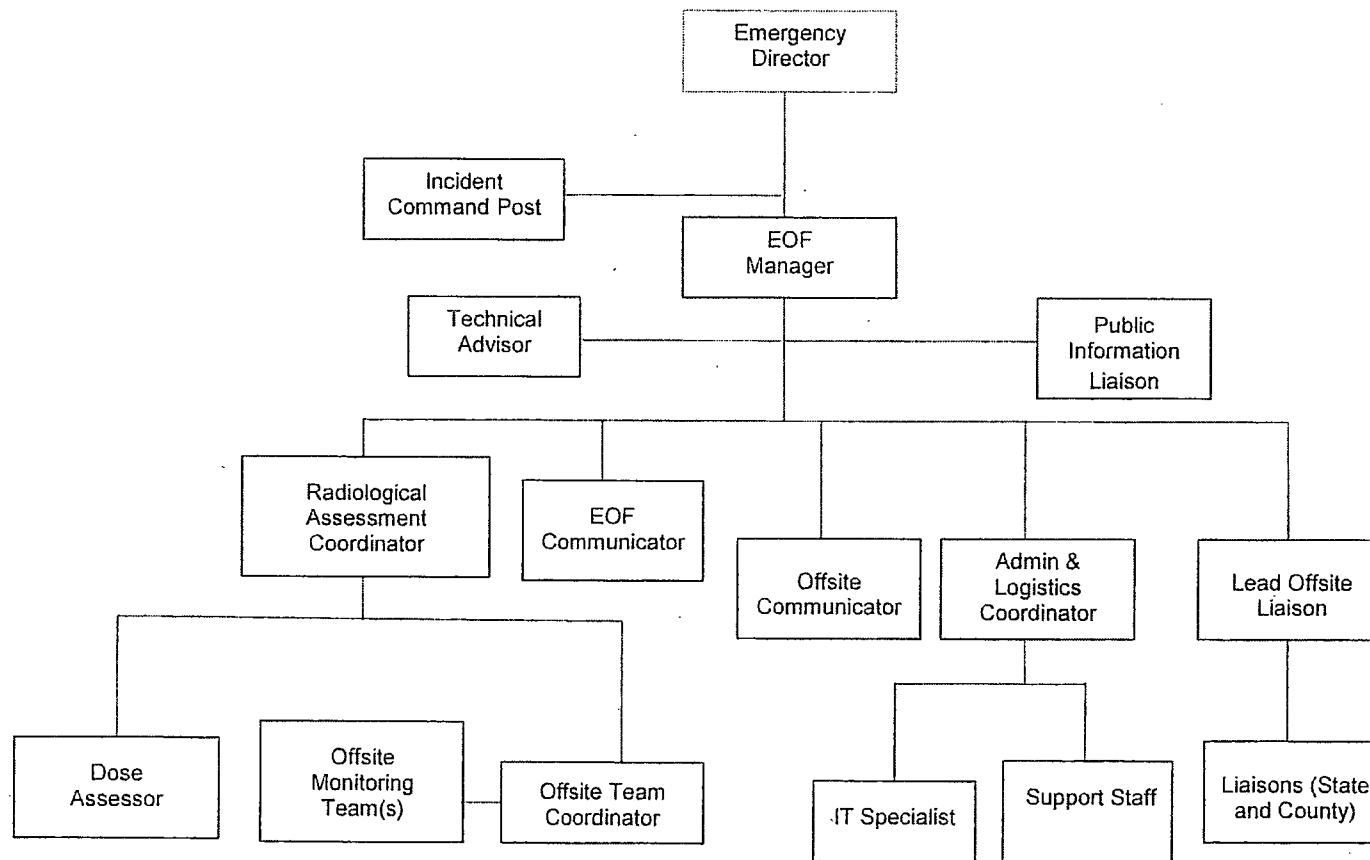 Emergency
Director
Incident
Command Post
EOF
Manager
Technical
Advisor
Public
Information
Liaison
Radiological
Assessment
Coordinator
EOF
Communicator
Offsite
Communicator
Admin &
Logistics
Coordinator
Lead Offsite
Liaison
Dose
Assessor
Offsite
Monitoring
Team(s)
Offsite Team
Coordinator
IT Specialist
Support Staff
Liaisons (State
and County)